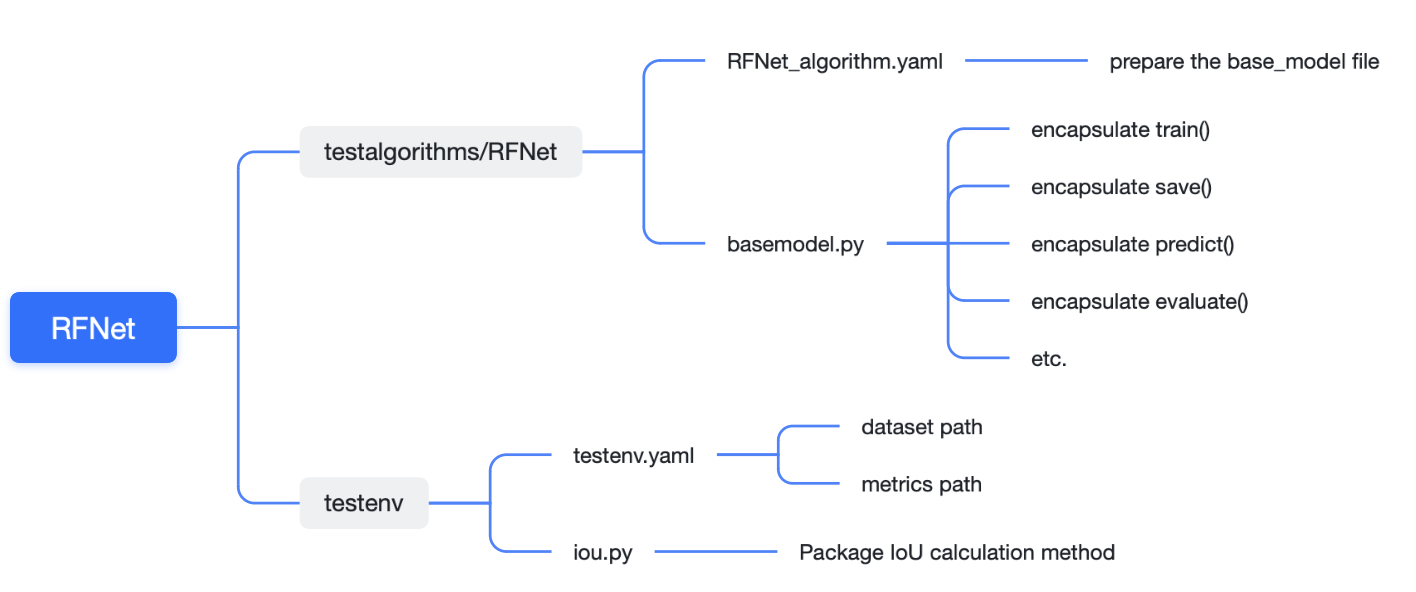 RFNet
testalgorithms/RFNet
RFNet_algorithm.yaml
prepare the base_model file
basemodel.py
encapsulate train()
encapsulate save()
encapsulate predict()
encapsulate evaluate()
etc.
testenv
testenv.yaml
dataset path
metrics path
iou.py
Package IoU calculation method